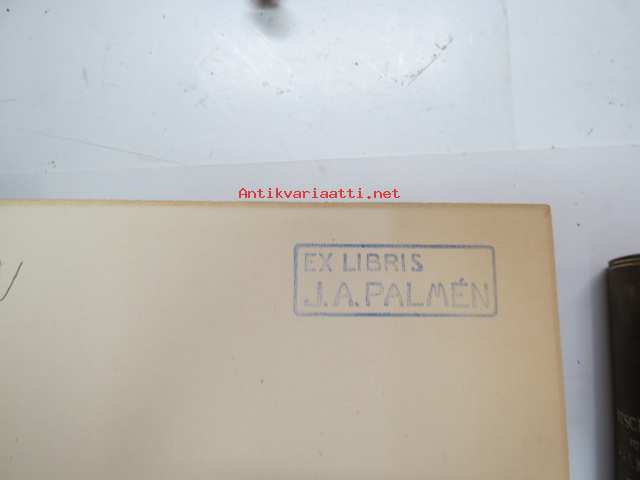 Antikvariaatti.net
EX LIBRIS
J.A. PALMÉN